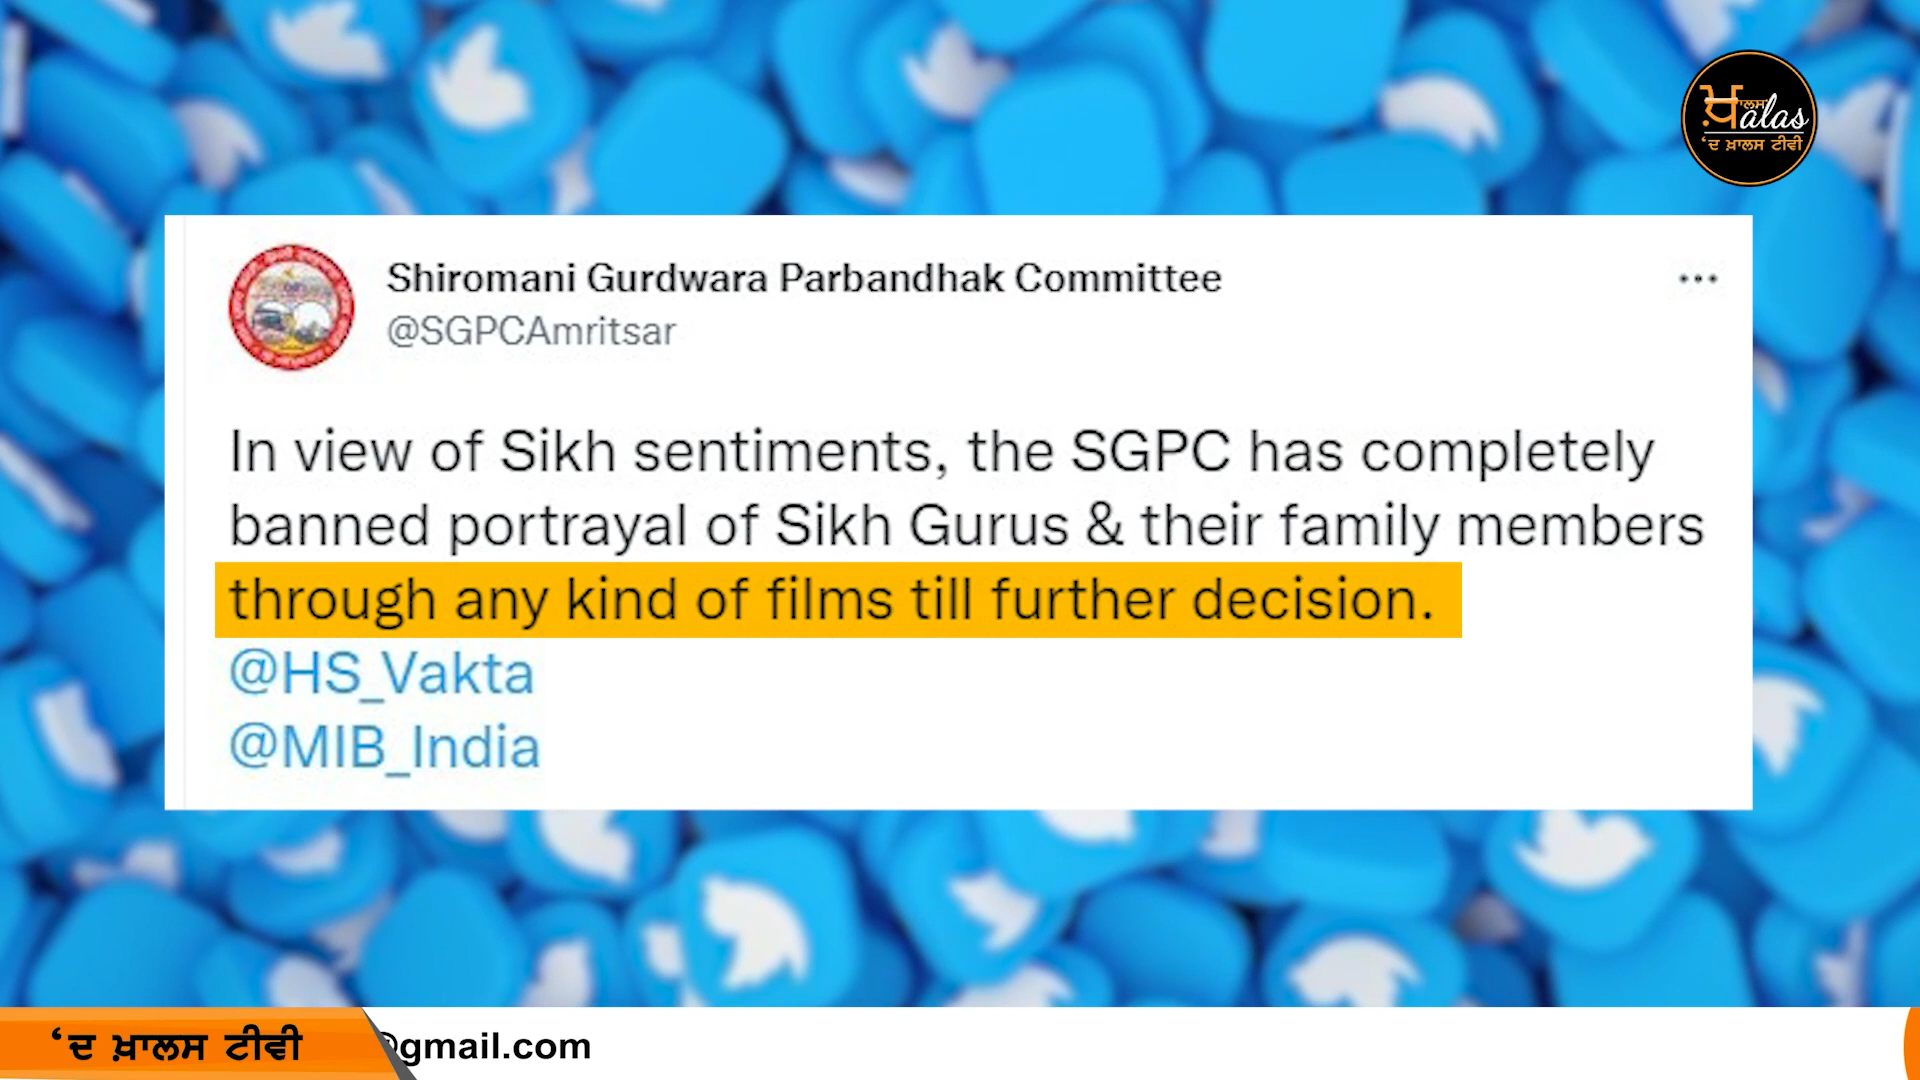 ਖ਼ਾਲਸ
alas
‘ਦ ਖ਼ਾਲਸ ਟੀਵੀ
Shiromani Gurdwara Parbandhak Committee
@SGPCAmritsar
In view of Sikh sentiments, the SGPC has completely
banned portrayal of Sikh Gurus & their family members
through any kind of films till further decision.
@HS_Vakta
@MIB_India
‘ਦ ਖ਼ਾਲਸ ਟੀਵੀ
@gmail.com